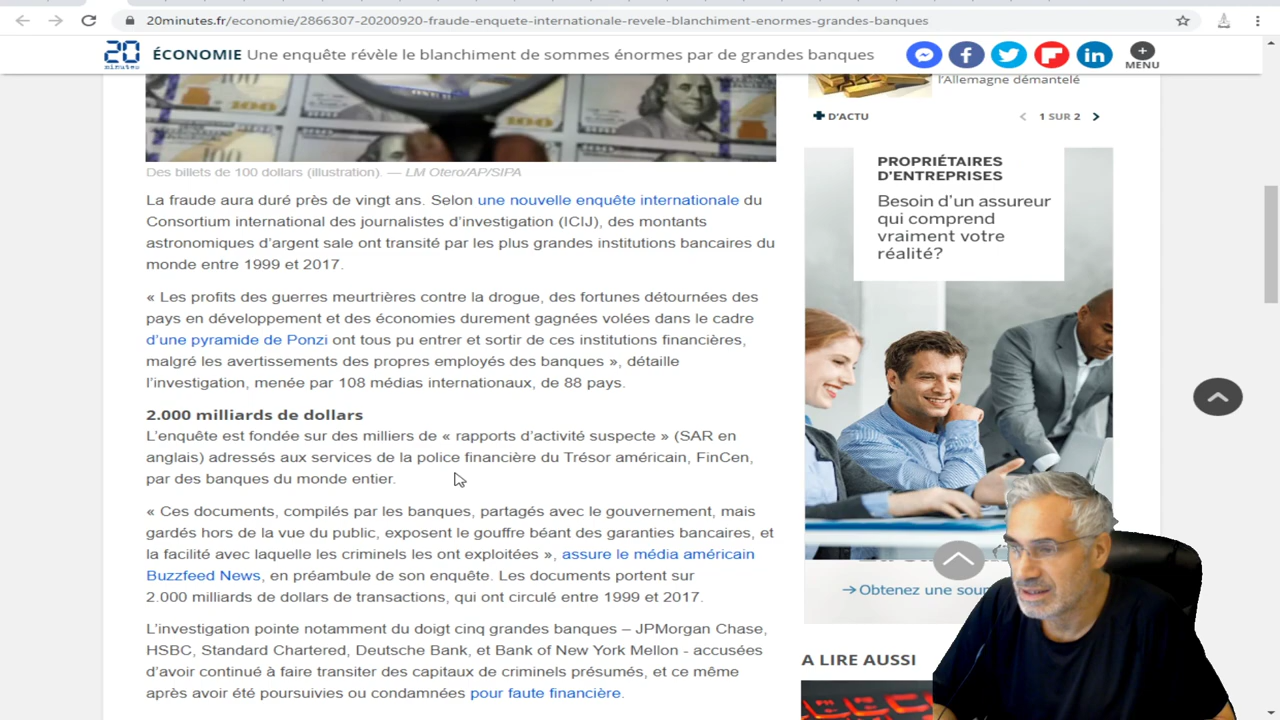 20minutes.fr/economie/2866307-20200920-fraude-enquete-internationale-revele-blanchiment-enormes-grandes-banques
20 minutes
ÉCONOMIE Une enquête révèle le blanchiment de sommes énormes par de grandes banques
MENU
Des billets de 100 dollars (illustration). — LM Otero/AP/SIPA
La fraude aura duré près de vingt ans. Selon une nouvelle enquête internationale du
Consortium international des journalistes d’investigation (ICIJ), des montants
astronomiques d’argent sale ont transité par les plus grandes institutions bancaires du
monde entre 1999 et 2017.
« Les profits des guerres meurtrières contre la drogue, des fortunes détournées des
pays en développement et des économies durement gagnées volées dans le cadre
d’une pyramide de Ponzi ont tous pu entrer et sortir de ces institutions financières,
malgré les avertissements des propres employés des banques », détaille
l’investigation, menée par 108 médias internationaux, de 88 pays.
2.000 milliards de dollars
L’enquête est fondée sur des milliers de « rapports d’activité suspecte » (SAR en
anglais) adressés aux services de la police financière du Trésor américain, FinCen,
par des banques du monde entier.
« Ces documents, compilés par les banques, partagés avec le gouvernement, mais
gardés hors de la vue du public, exposent le gouffre béant des garanties bancaires, et
la facilité avec laquelle les criminels les ont exploitées », assure le média américain
Buzzfeed News, en préambule de son enquête. Les documents portent sur
2.000 milliards de dollars de transactions, qui ont circulé entre 1999 et 2017.
L’investigation pointe notamment du doigt cinq grandes banques – JPMorgan Chase,
HSBC, Standard Chartered, Deutsche Bank, et Bank of New York Mellon - accusées
d’avoir continué à faire transiter des capitaux de criminels présumés, et ce même
après avoir été poursuivies ou condamnées pour faute financière.
l’Allemagne démantelé
D’ACTU
1 SUR 2
PROPRIÉTAIRES
D’ENTREPRISES
Besoin d’un assureur
qui comprend
vraiment votre
réalité?
Obtenez une
A LIRE AUSSI